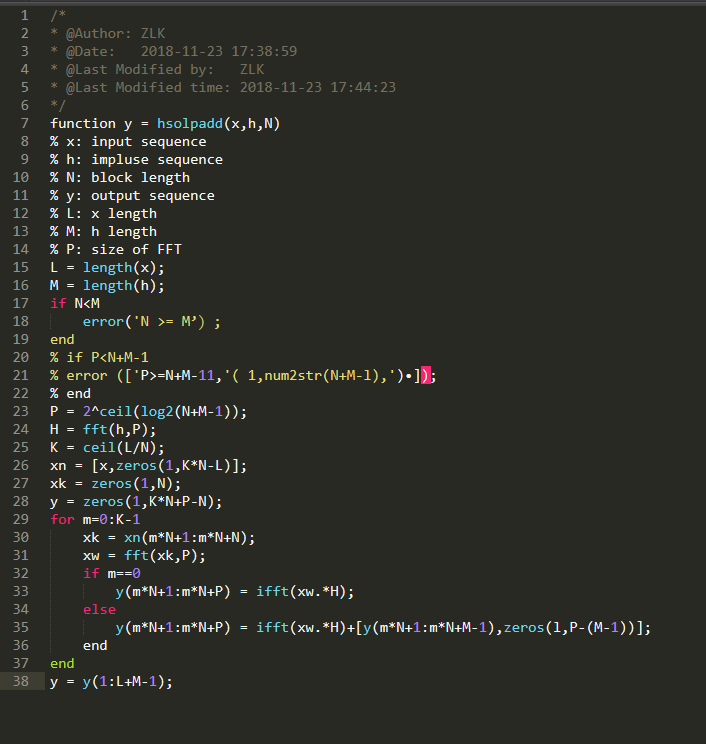 1 /*
2 * @Author: ZLK
3 * @Date:   2018-11-23 17:38:59
4 * @Last Modified by:   ZLK
5 * @Last Modified time: 2018-11-23 17:44:23
6 */
7 function y = hsolpadd(x,h,N)
8 % x: input sequence
9 % h: impluse sequence
10 % N: block length
11 % y: output sequence
12 % L: x length
13 % M: h length
14 % P: size of FFT
15 L = length(x);
16 M = length(h);
17 if N<M
18     error('N >= M’) ;
19 end
20 % if P<N+M-1
21 % error (['P>=N+M-11,'( 1,num2str(N+M-l),')•]);
22 % end
23 P = 2^ceil(log2(N+M-1));
24 H = fft(h,P);
25 K = ceil(L/N);
26 xn = [x,zeros(1,K*N-L)];
27 xk = zeros(1,N);
28 y = zeros(1,K*N+P-N);
29 for m=0:K-1
30     xk = xn(m*N+1:m*N+N);
31     xw = fft(xk,P);
32     if m==0
33         y(m*N+1:m*N+P) = ifft(xw.*H);
34     else
35         y(m*N+1:m*N+P) = ifft(xw.*H)+[y(m*N+1:m*N+M-1),zeros(l,P-(M-1))];
36     end
37 end
38 y = y(1:L+M-1);